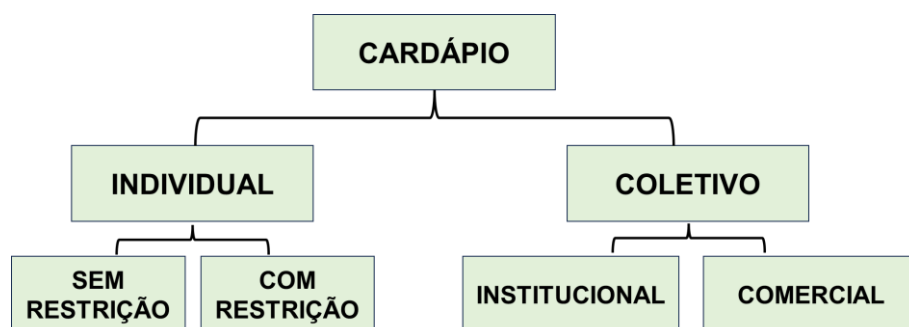 CARDÁPIO
INDIVIDUAL
COLETIVO
SEM
RESTRIÇÃO
COM
RESTRIÇÃO
INSTITUCIONAL
COMERCIAL